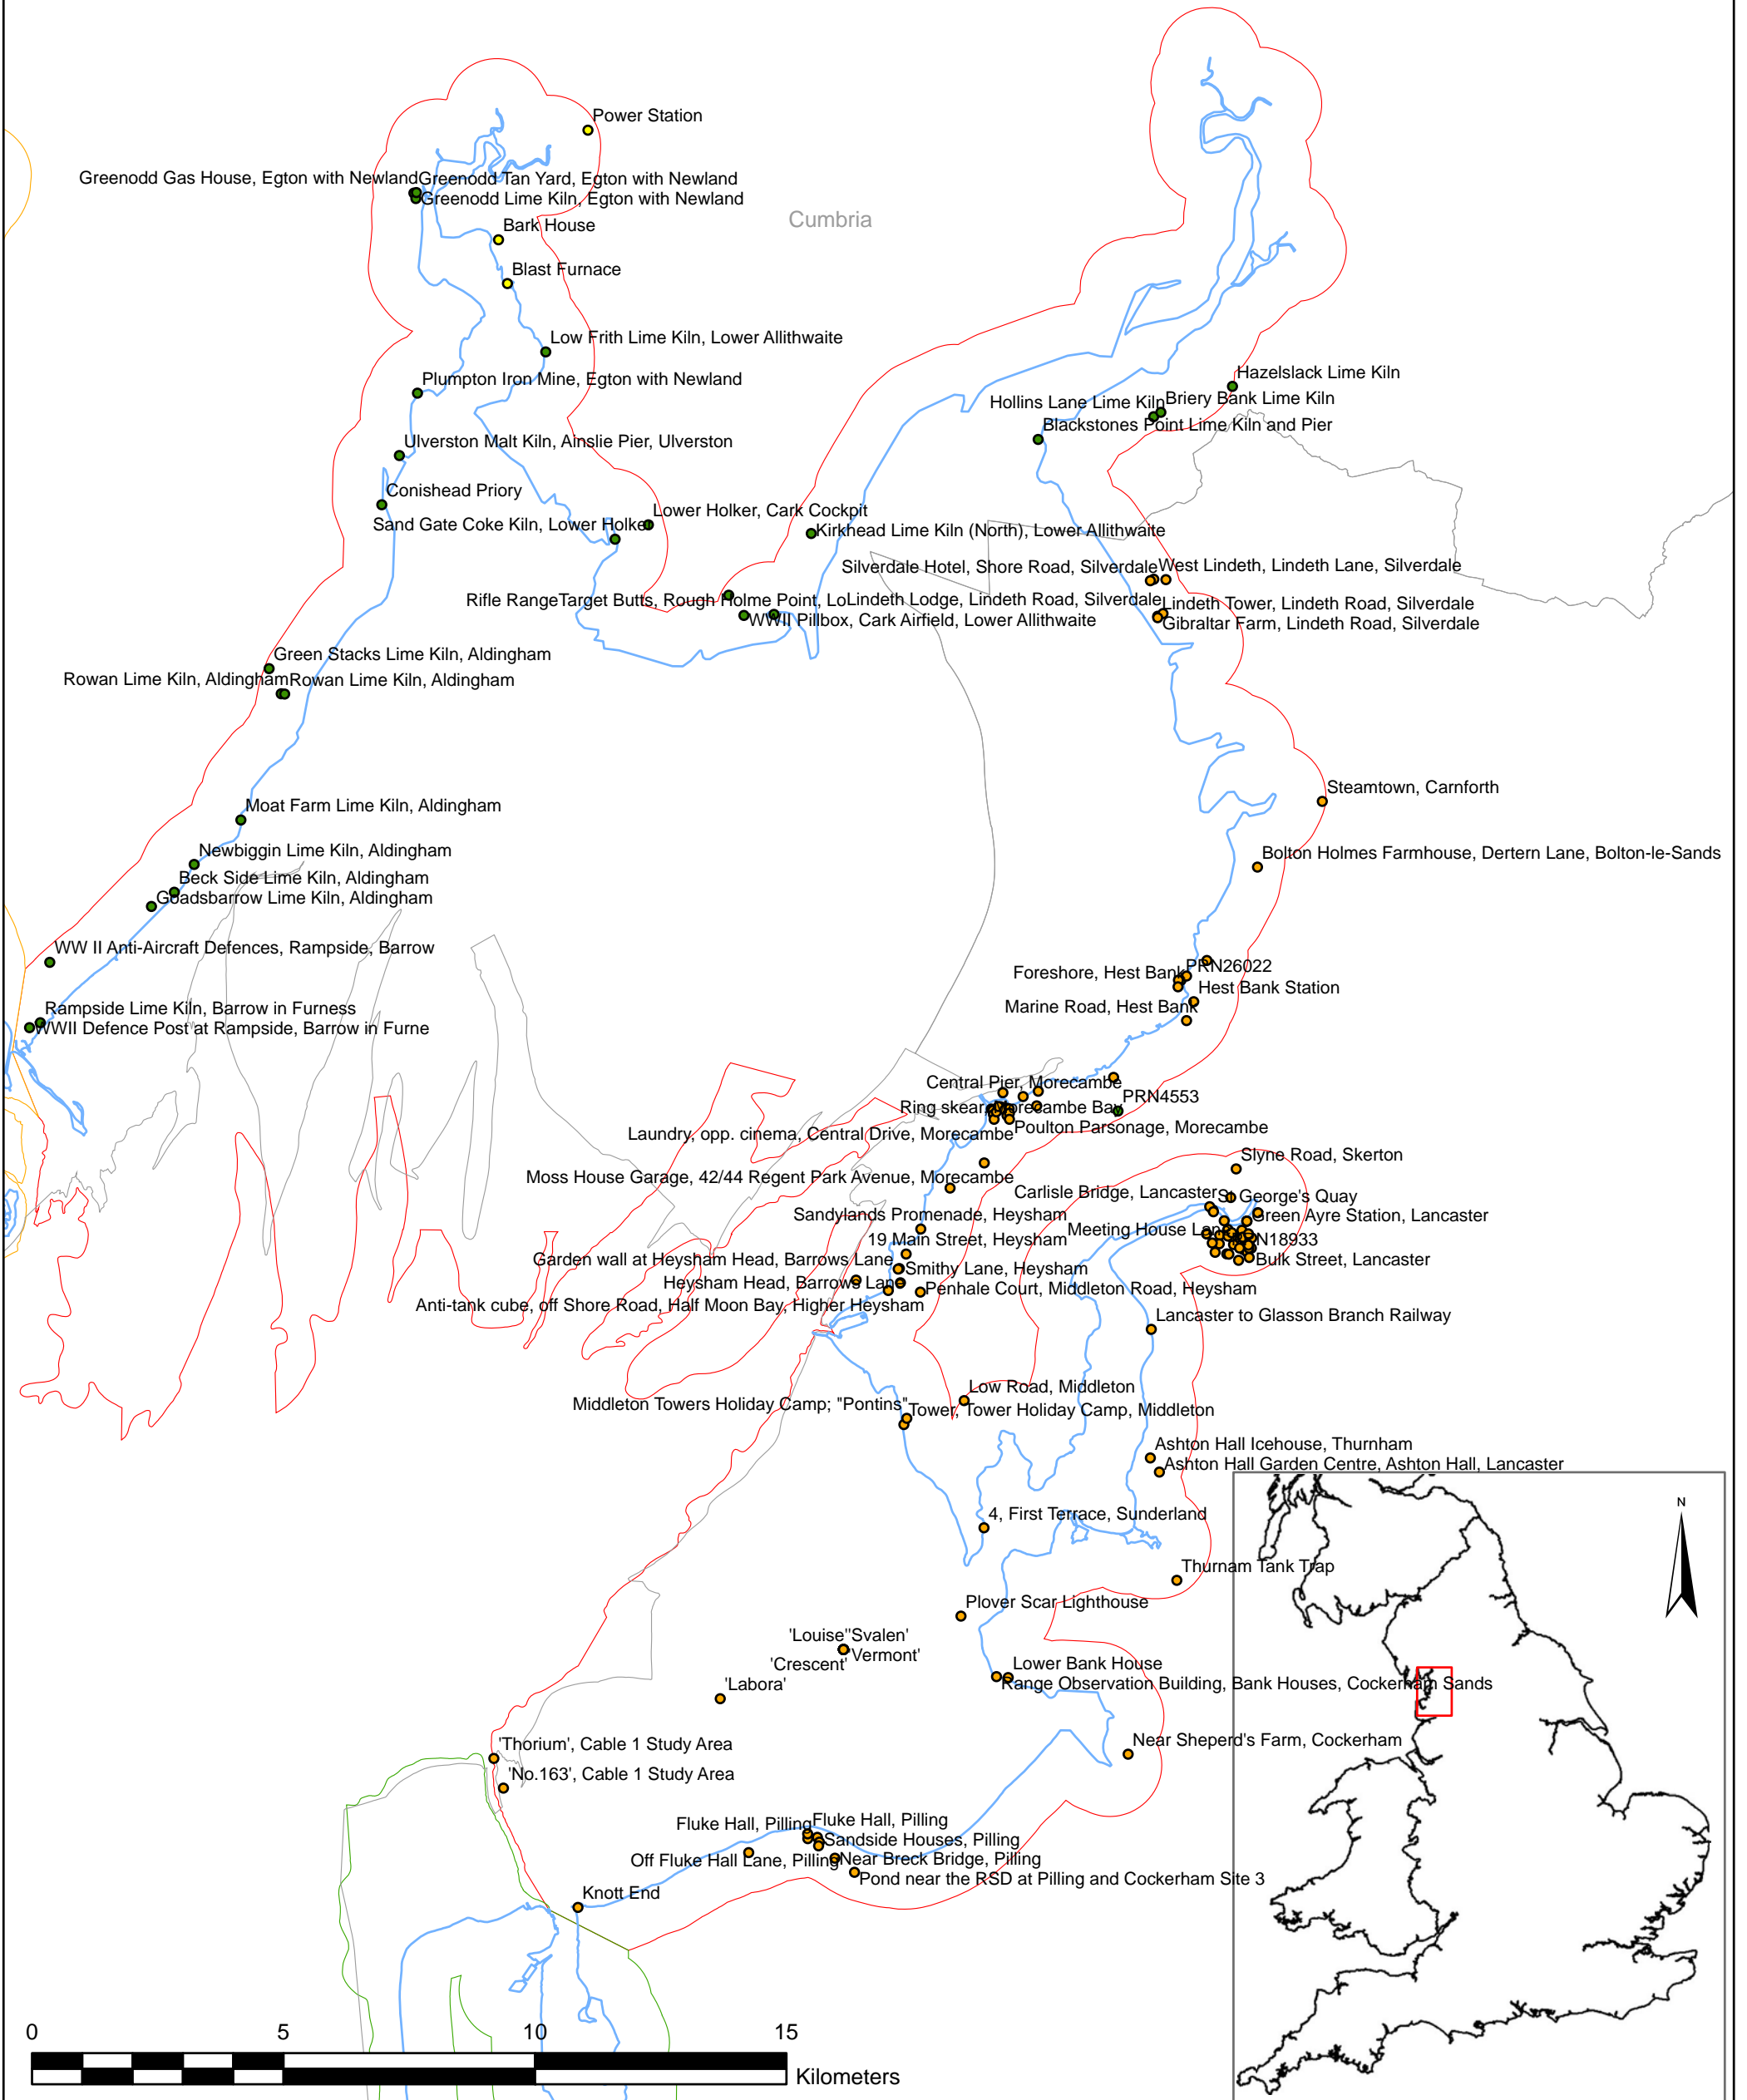 Power Station
Greenodd Gas House, Egton with Newland
Greenodd Tan Yard, Egton with Newland
Greenodd Lime Kiln, Egton with Newland
Cumbria
Bark House
Blast Furnace
Low Frith Lime Kiln, Lower Allithwaite
Hazelslack Lime Kiln
Plumpton Iron Mine, Egton with Newland
Hollins Lane Lime Kiln
Briery Bank Lime Kiln
Blackstones Point Lime Kiln and Pier
Ulverston Malt Kiln, Ainslie Pier, Ulverston
Conishead Priory
Lower Holker, Cark Cockpit
Sand Gate Coke Kiln, Lower Holker
Kirkhead Lime Kiln (North), Lower Allithwaite
Silverdale Hotel, Shore Road, Silverdale
West Lindeth, Lindeth Lane, Silverdale
Rifle RangeTarget Butts, Rough Holme Point, Lo
Lindeth Lodge, Lindeth Road, Silverdale
Lindeth Tower, Lindeth Road, Silverdale
WWII Pillbox, Cark Airfield, Lower Allithwaite
Gibraltar Farm, Lindeth Road, Silverdale
Green Stacks Lime Kiln, Aldingham
Rowan Lime Kiln, Aldingham
Rowan Lime Kiln, Aldingham
Steamtown, Carnforth
Moat Farm Lime Kiln, Aldingham
Newbiggin Lime Kiln, Aldingham
Bolton Holmes Farmhouse, Dertern Lane, Bolton-le-Sands
Beck Side Lime Kiln, Aldingham
Goadsbarrow Lime Kiln, Aldingham
WW II Anti-Aircraft Defences, Rampside, Barrow
PRN26022
Foreshore, Hest Bank
Hest Bank Station
Rampside Lime Kiln, Barrow in Furness
Marine Road, Hest Bank
WWII Defence Post at Rampside, Barrow in Furne
Central Pier, Morecambe
PRN4553
Ring skears, Morecambe Bay
Poulton Parsonage, Morecambe
Laundry, opp. cinema, Central Drive, Morecambe
Slyne Road, Skerton
Moss House Garage, 42/44 Regent Park Avenue, Morecambe
Carlisle Bridge, Lancaster
St George's Quay
Sandylands Promenade, Heysham
Green Ayre Station, Lancaster
Meeting House Lane
19 Main Street, Heysham
PRN18933
Garden wall at Heysham Head, Barrows Lane
Bulk Street, Lancaster
Smithy Lane, Heysham
Heysham Head, Barrows Lane
Penhale Court, Middleton Road, Heysham
Anti-tank cube, off Shore Road, Half Moon Bay, Higher Heysham
Lancaster to Glasson Branch Railway
Low Road, Middleton
Middleton Towers Holiday Camp; "Pontins"
Tower, Tower Holiday Camp, Middleton
Ashton Hall Icehouse, Thurnham
Ashton Hall Garden Centre, Ashton Hall, Lancaster
N
4, First Terrace, Sunderland
Thurnam Tank Trap
Plover Scar Lighthouse
'Louise'
'Svalen'
'Vermont'
'Crescent'
Lower Bank House
'Labora'
Range Observation Building, Bank Houses, Cockerham Sands
'Thorium', Cable 1 Study Area
Near Sheperd's Farm, Cockerham
'No.163', Cable 1 Study Area
Fluke Hall, Pilling
Fluke Hall, Pilling
Sandside Houses, Pilling
Off Fluke Hall Lane, Pilling
Near Breck Bridge, Pilling
Pond near the RSD at Pilling and Cockerham Site 3
Knott End
0 5 10 15
Kilometers